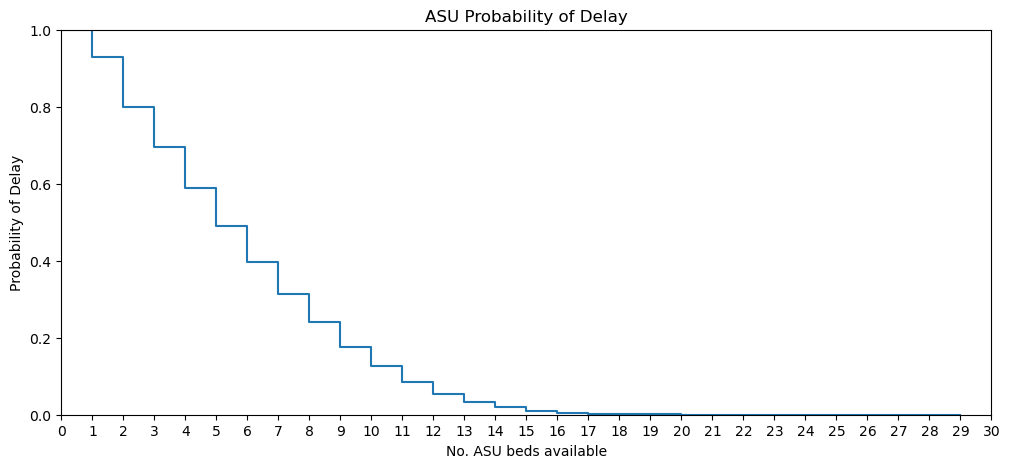 ASU Probability of Delay
Probability of Delay
1.0
0.8
0.6
0.4
0.2
0.0
0 1 2 3 4 5 6 7 8 9 10 11 12 13 14 15 16 17 18 19 20 21 22 23 24 25 26 27 28 29 30
No. ASU beds available